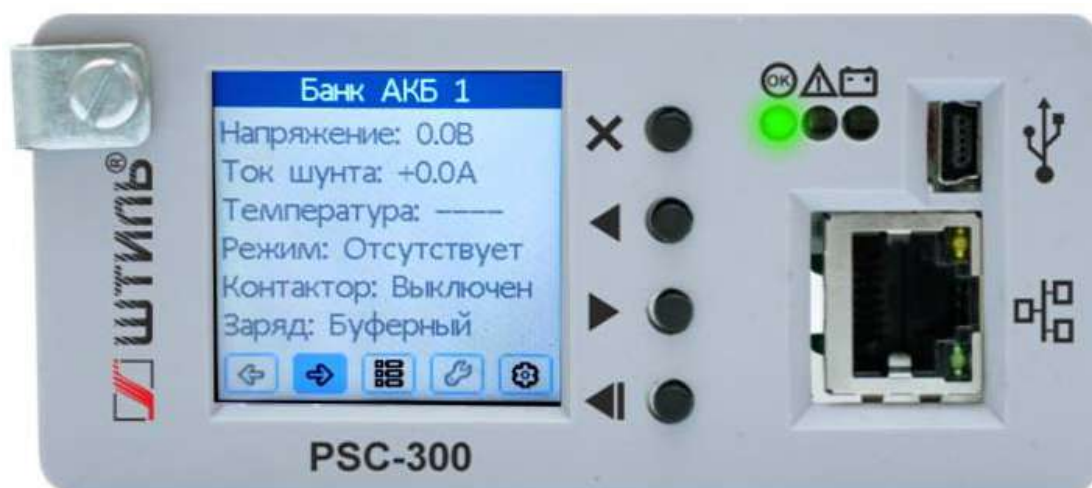 Банк АКБ 1
Напряжение: 0.0В
Ток шунта: +0.0А
Температура: ----
Режим: Отсутствует
Контактор: Выключен
Заряд: Буферный
ШТИЛЬ®
OK
PSC-300